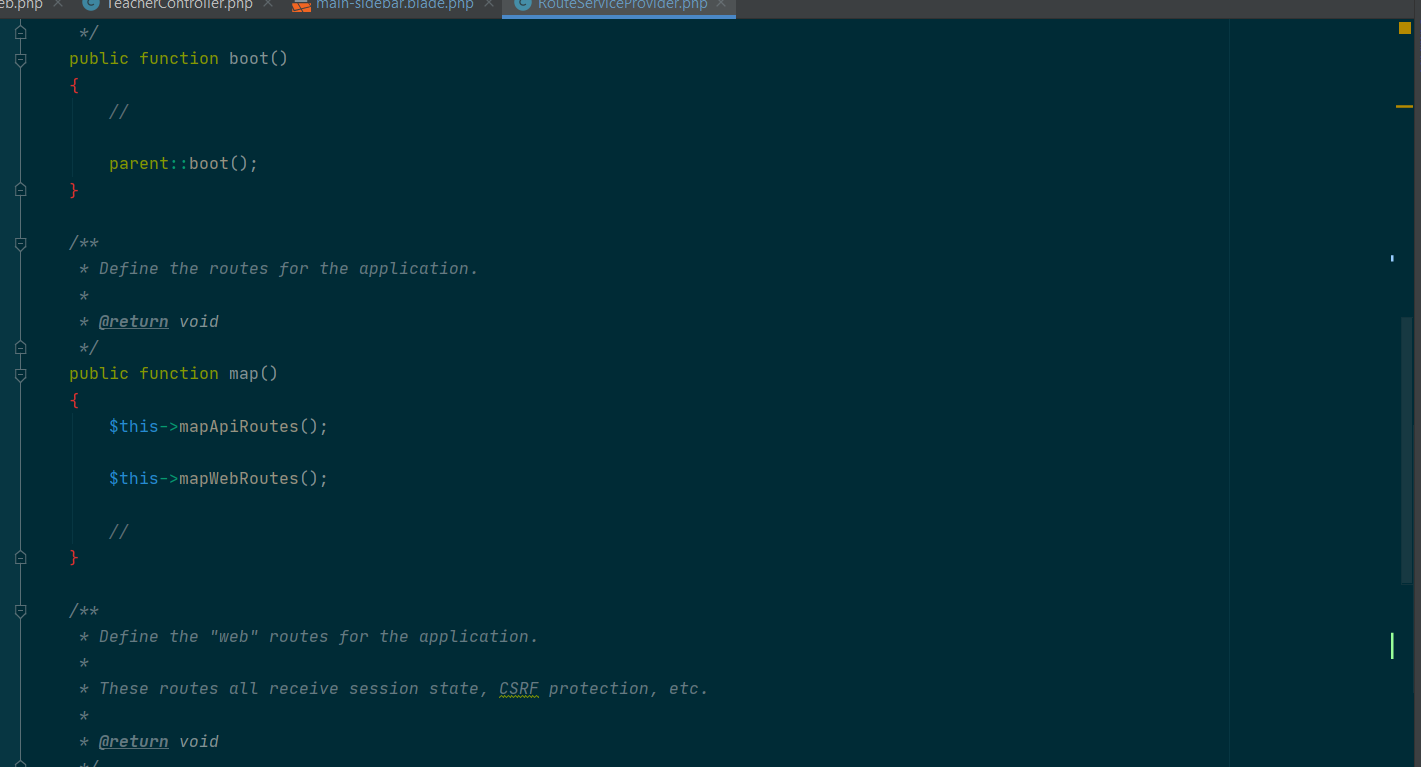 eb.php TeacherController.php main-sidebar.blade.php RouteServiceProvider.php
*/
public function boot()
{
//
parent::boot();
}
/**
* Define the routes for the application.
*
* @return void
*/
public function map()
{
$this->mapApiRoutes();
$this->mapWebRoutes();
//
}
/**
* Define the "web" routes for the application.
*
* These routes all receive session state, CSRF protection, etc.
*
* @return void
*/